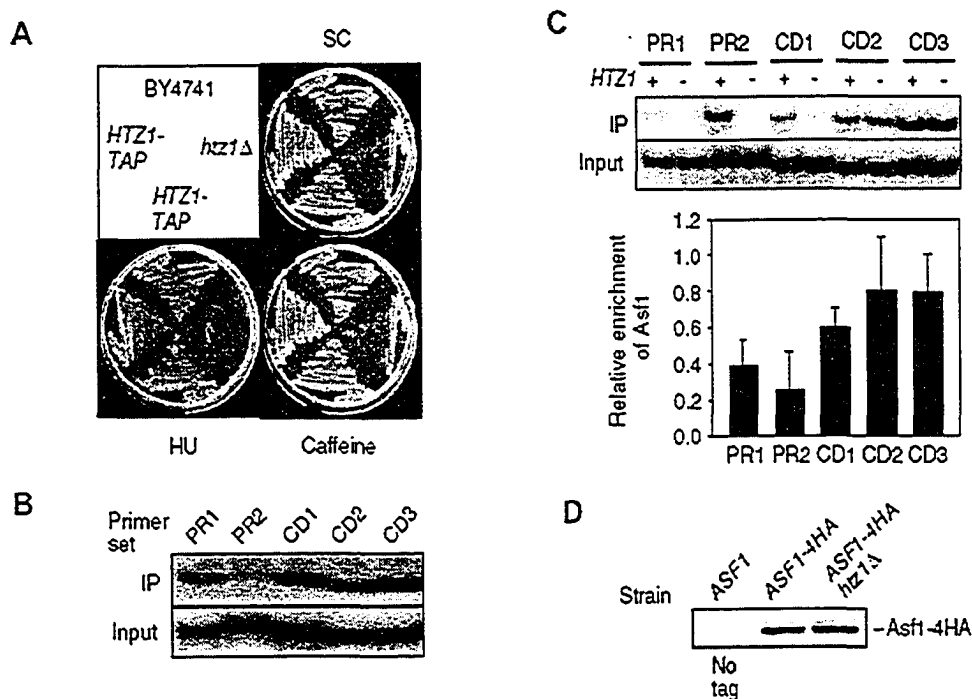 A
SC
BY4741
HTZ1-
TAP
htz1Δ
HTZ1-
TAP
HU
Caffeine
B
Primer
set
PR1
PR2
CD1
CD2
CD3
IP
Input
C
PR1
PR2
CD1
CD2
CD3
HTZ1
+
-
+
-
+
-
+
-
+
-
IP
Input
Relative enrichment
of Asf1
1.2
1.0
0.8
0.6
0.4
0.2
0.0
PR1
PR2
CD1
CD2
CD3
D
Strain
ASF1
ASF1-4HA
ASF1-4HA
htz1Δ
-Asf1-4HA
No
tag